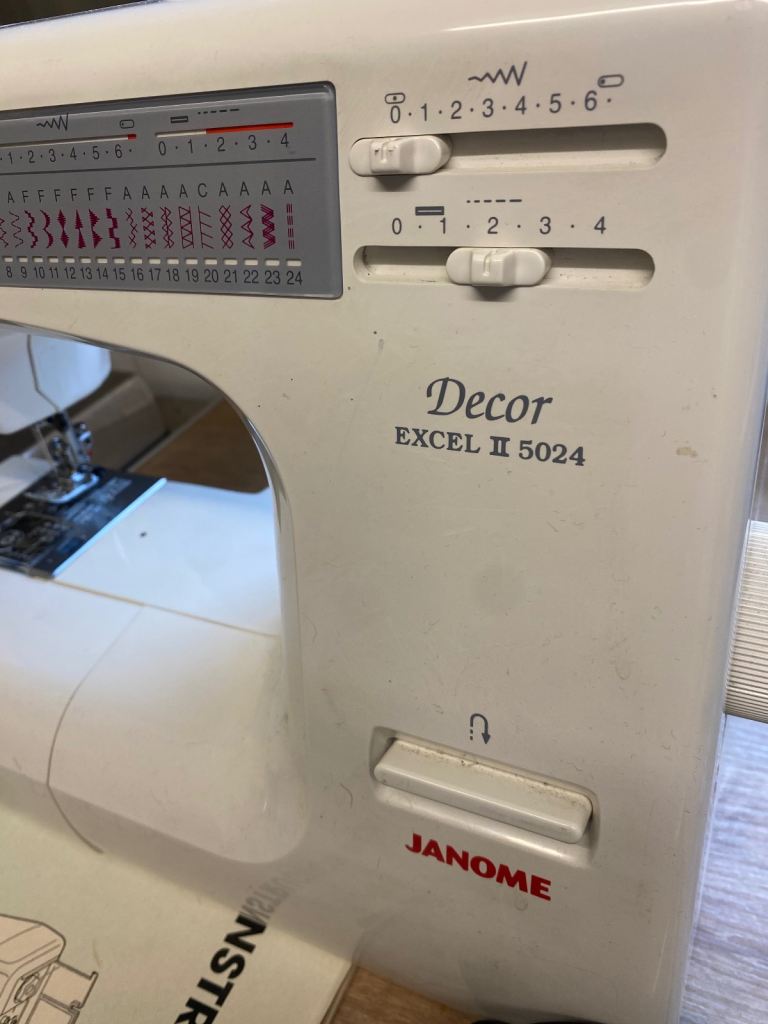 0 · 1 · 2 · 3 · 4 · 5 · 6 ·
· 1 · 2 · 3 · 4 · 5 · 6 ·
0 · 1 · 2 · 3 · 4
A F F F F F F A A A A C A A A A
8 9 10 11 12 13 14 15 16 17 18 19 20 21 22 23 24
0 · 1 · 2 · 3 · 4
Decor
EXCEL II 5024
JANOME
NSTR